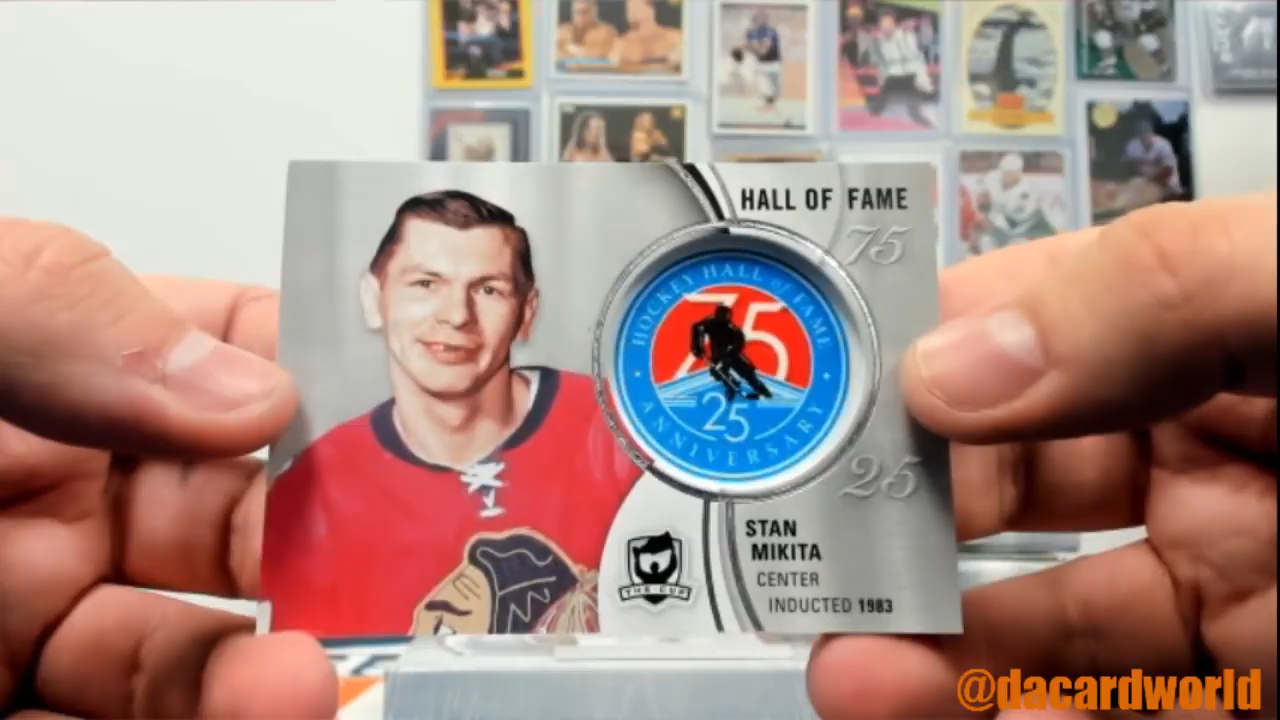 HALL OF FAME
75
HOCKEY HALL of FAME
75
25
ANNIVERSARY
25
STAN
MIKITA
CENTER
INDUCTED 1983
THE CUP
@dacardworld